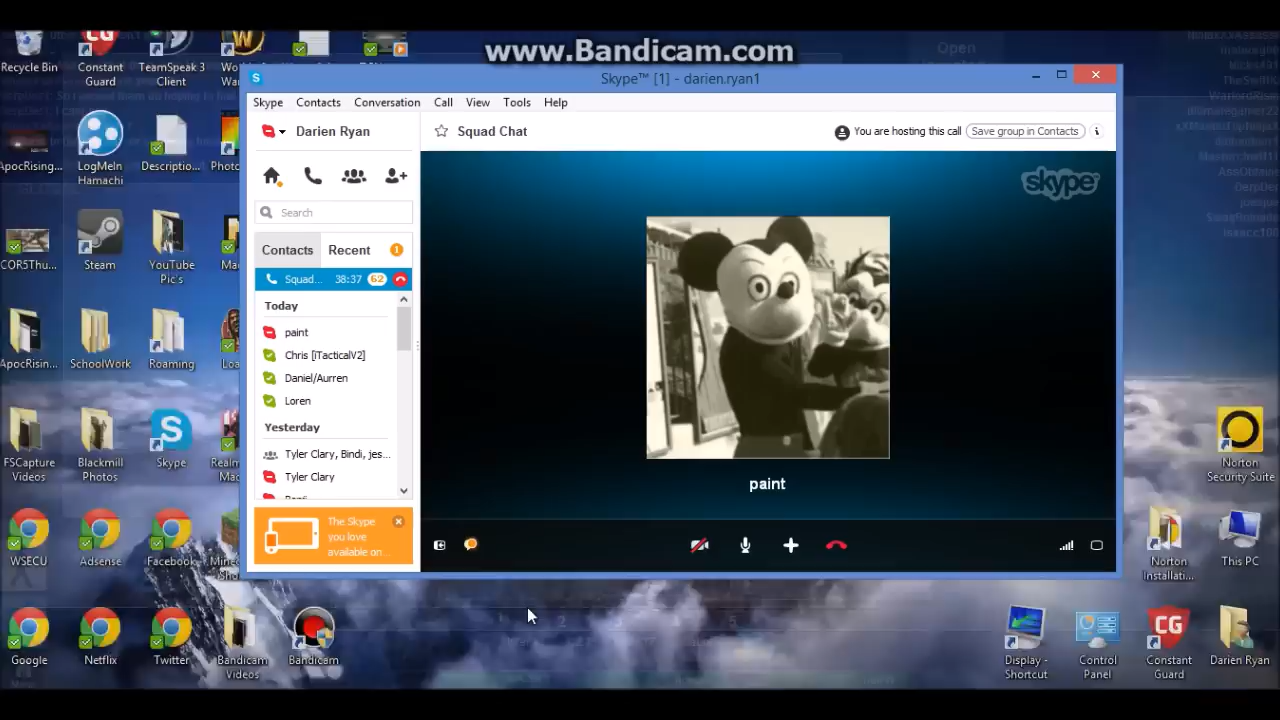 www.Bandicam.com
Open
Skype™ [1] - darien.ryan1
Skype Contacts Conversation Call View Tools Help
Darien Ryan
Squad Chat
You are hosting this call
Save group in Contacts
skype
Search
Contacts Recent 1
Squad... 38:37 62
Today
paint
Chris [iTacticalV2]
Daniel/Aurren
Loren
Yesterday
Tyler Clary, Bindi, jes...
Tyler Clary
The Skype
you love
available on...
paint
Recycle Bin
Constant
Guard
TeamSpeak 3
Client
ApocRising...
LogMeIn
Hamachi
Descriptio...
Photo
COR5Thu...
Steam
YouTube
Pic's
ApocRising...
SchoolWork
Roaming
FSCapture
Videos
Blackmill
Photos
Skype
WSECU
Adsense
Facebook
Google
Netflix
Twitter
Bandicam
Videos
Bandicam
Norton
Security Suite
Norton
Installati...
This PC
Display -
Shortcut
Control
Panel
Constant
Guard
Darien Ryan